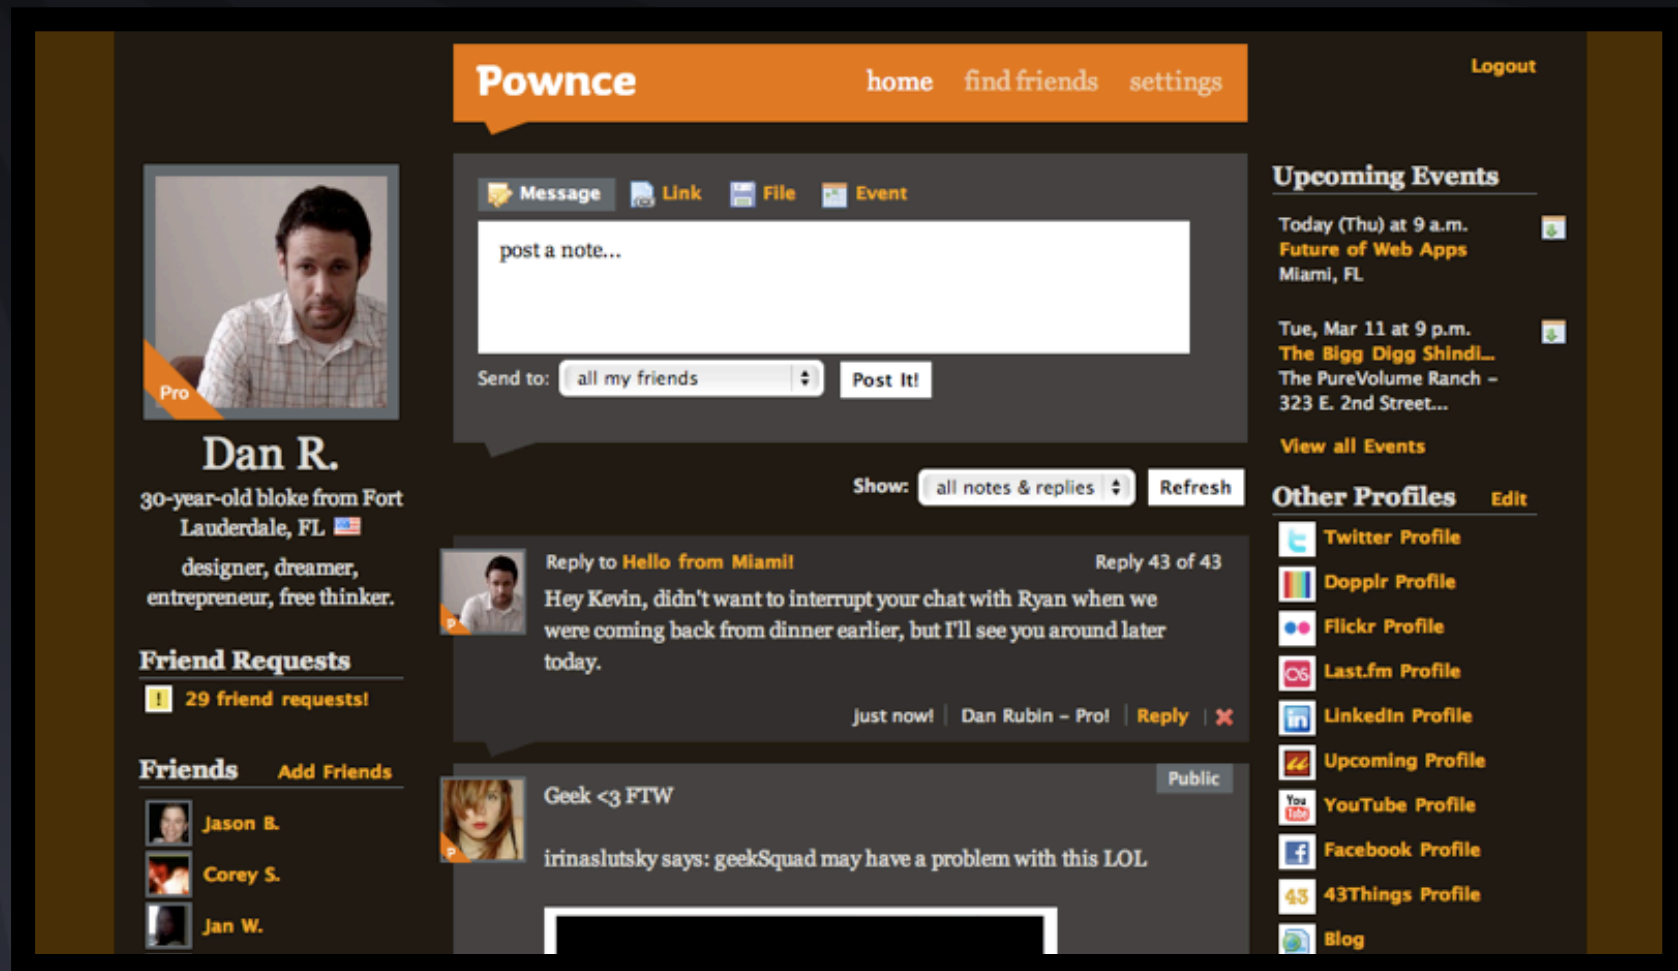 Pownce
home find friends settings
Logout
Pro
Dan R.
30-year-old bloke from Fort
Lauderdale, FL
designer, dreamer,
entrepreneur, free thinker.
Friend Requests
! 29 friend requests!
Friends Add Friends
Jason B.
Corey S.
Jan W.
Message Link File Event
post a note...
Send to: all my friends Post It!
Show: all notes & replies Refresh
P
Reply to Hello from Miami! Reply 43 of 43
Hey Kevin, didn't want to interrupt your chat with Ryan when we
were coming back from dinner earlier, but I'll see you around later
today.
Just now! Dan Rubin – Pro! Reply
Public
P
Geek <3 FTW
irinaslutsky says: geekSquad may have a problem with this LOL
Upcoming Events
Today (Thu) at 9 a.m.
Future of Web Apps
Miami, FL
Tue, Mar 11 at 9 p.m.
The Bigg Digg Shindi...
The PureVolume Ranch –
323 E. 2nd Street...
View all Events
Other Profiles Edit
t Twitter Profile
Dopplr Profile
Flickr Profile
os Last.fm Profile
in LinkedIn Profile
Upcoming Profile
You Tube YouTube Profile
f Facebook Profile
43 43Things Profile
Blog